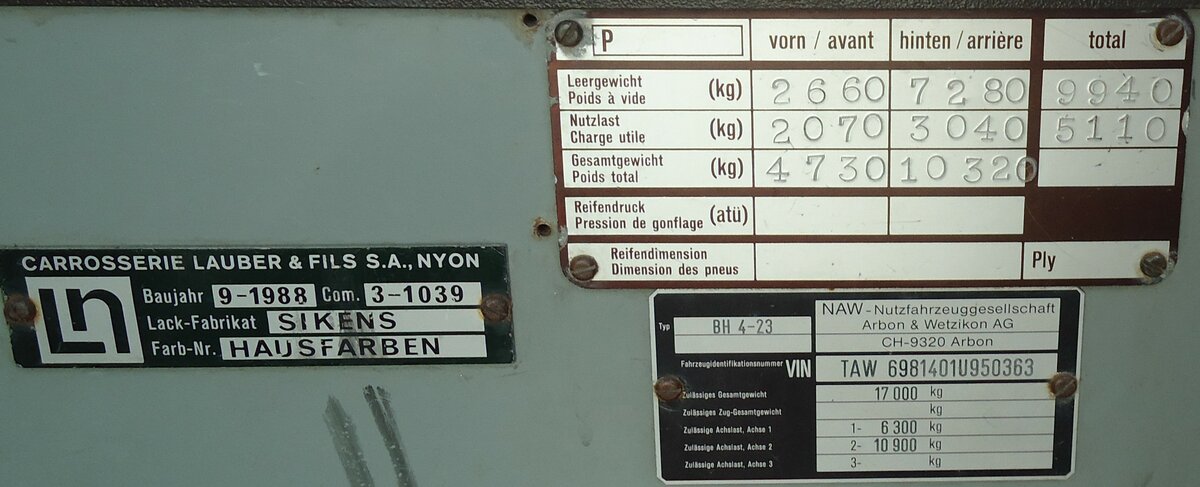 P vorn / avant hinten / arrière total
Leergewicht
Poids à vide (kg) 2660 7280 9940
Nutzlast
Charge utile (kg) 2070 3040 5110
Gesamtgewicht
Poids total (kg) 4730 10320
Reifendruck
Pression de gonflage (atü)
Reifendimension
Dimension des pneus Ply
CARROSSERIE LAUBER & FILS S.A., NYON
Ln
Baujahr 9-1988 Com. 3-1039
Lack-Fabrikat SIKENS
Farb-Nr. HAUSFARBEN
Typ BH 4-23
NAW - Nutzfahrzeuggesellschaft
Arbon & Wetzikon AG
CH-9320 Arbon
Fahrzeugidentifikationsnummer VIN TAW 6981401U950363
Zulässiges Gesamtgewicht 17 000 kg
Zulässiges Zug-Gesamtgewicht kg
Zulässige Achslast, Achse 1 1- 6 300 kg
Zulässige Achslast, Achse 2 2- 10 900 kg
Zulässige Achslast, Achse 3 3- kg